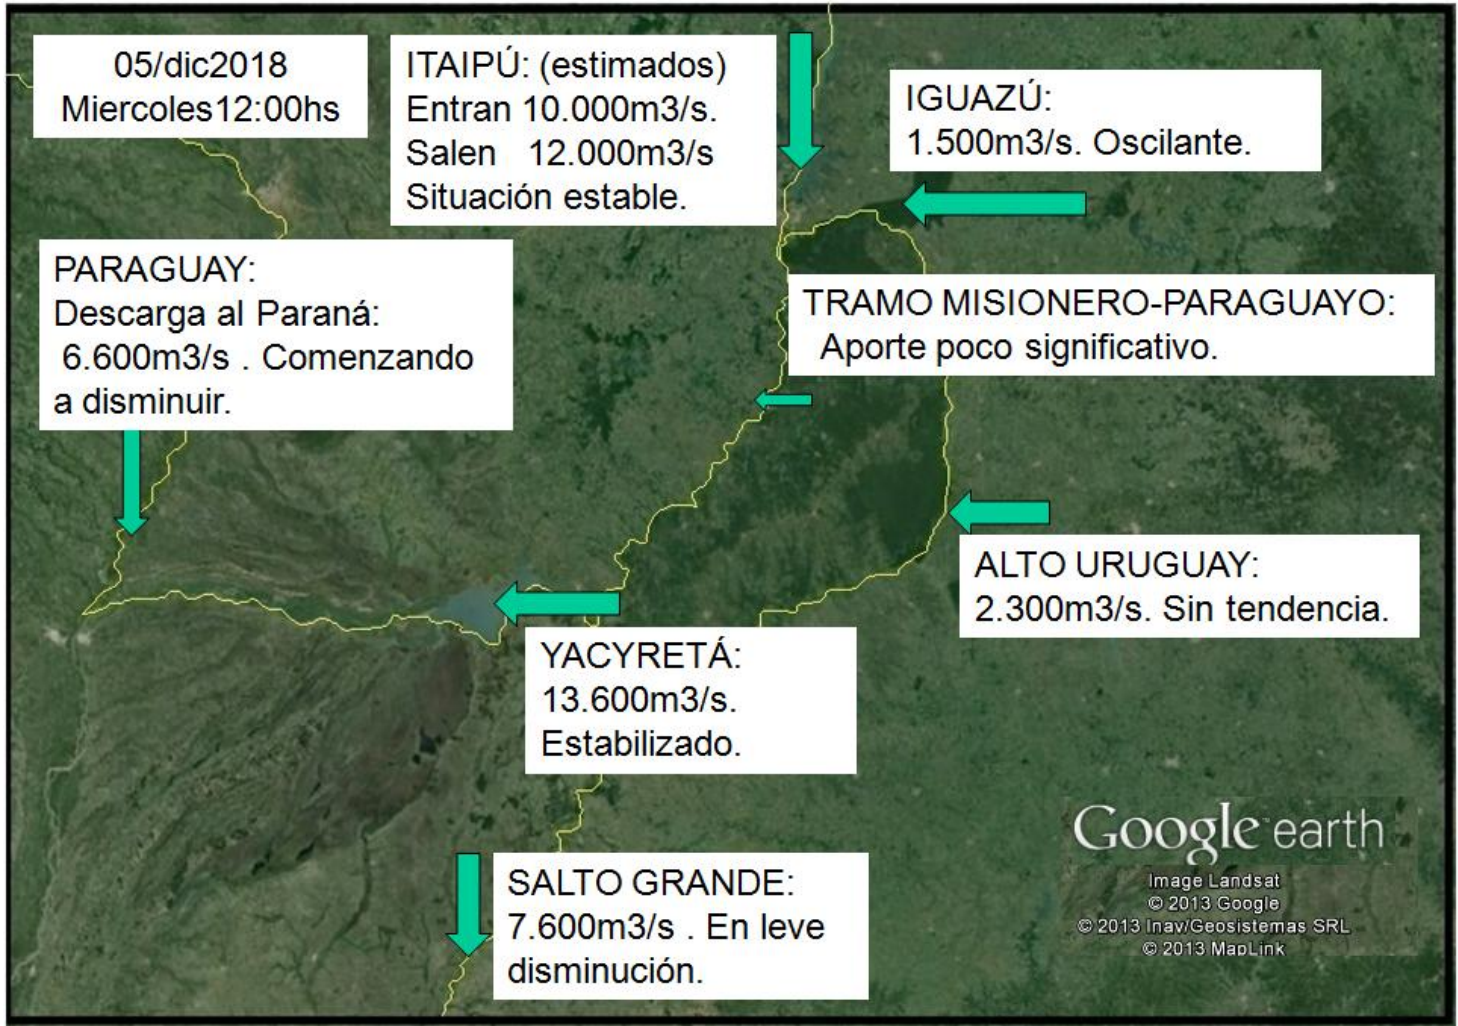 05/dic2018
Miercoles12:00hs
ITAIPÚ: (estimados)
Entran 10.000m3/s.
Salen 12.000m3/s
Situación estable.
IGUAZÚ:
1.500m3/s. Oscilante.
PARAGUAY:
Descarga al Paraná:
6.600m3/s . Comenzando
a disminuir.
TRAMO MISIONERO-PARAGUAYO:
Aporte poco significativo.
ALTO URUGUAY:
2.300m3/s. Sin tendencia.
YACYRETÁ:
13.600m3/s.
Estabilizado.
SALTO GRANDE:
7.600m3/s . En leve
disminución.
Google earth
Image Landsat
© 2013 Google
© 2013 Inav/Geosistemas SRL
© 2013 MapLink